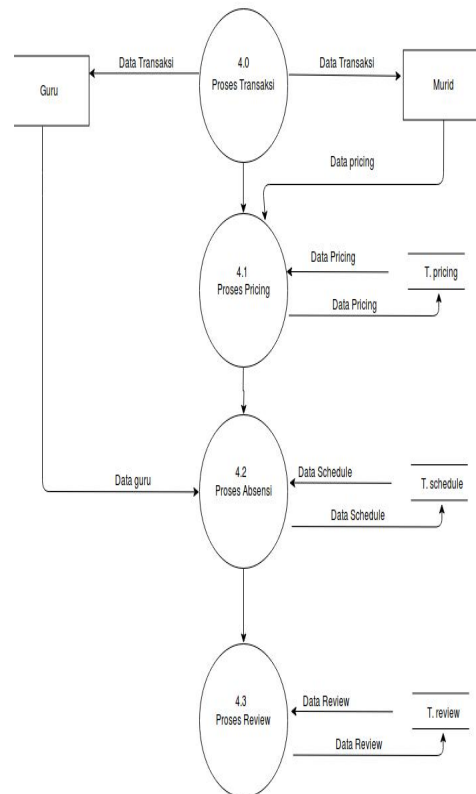 4.0
Proses Transaksi
Data Transaksi
Data Transaksi
Guru
Murid
Data pricing
4.1
Proses Pricing
Data Pricing
T. pricing
Data Pricing
4.2
Proses Absensi
Data guru
Data Schedule
T. schedule
Data Schedule
4.3
Proses Review
Data Review
T. review
Data Review